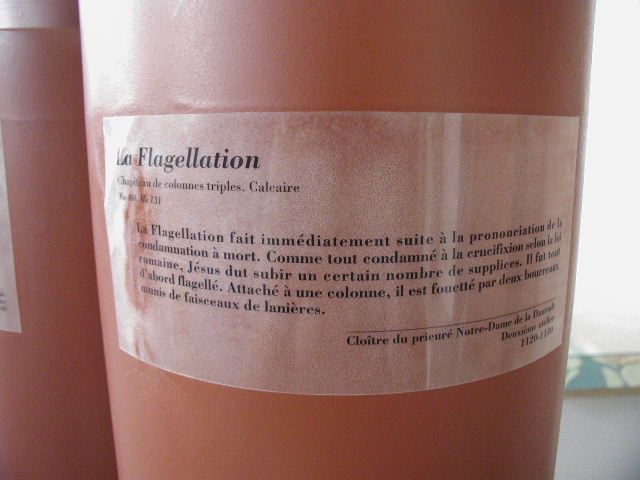 La Flagellation
Chapiteau de colonnes triples. Calcaire
La Flagellation fait immédiatement suite à la prononciation de la
condamnation à mort. Comme tout condamné à la crucifixion selon la loi
romaine, Jésus dut subir un certain nombre de supplices. Il fut tout
d'abord flagellé. Attaché à une colonne, il est fouetté par deux bourreaux
munis de faisceaux de lanières.
Cloître du prieuré Notre-Dame de la Daurade
Deuxième atelier
1120-1130